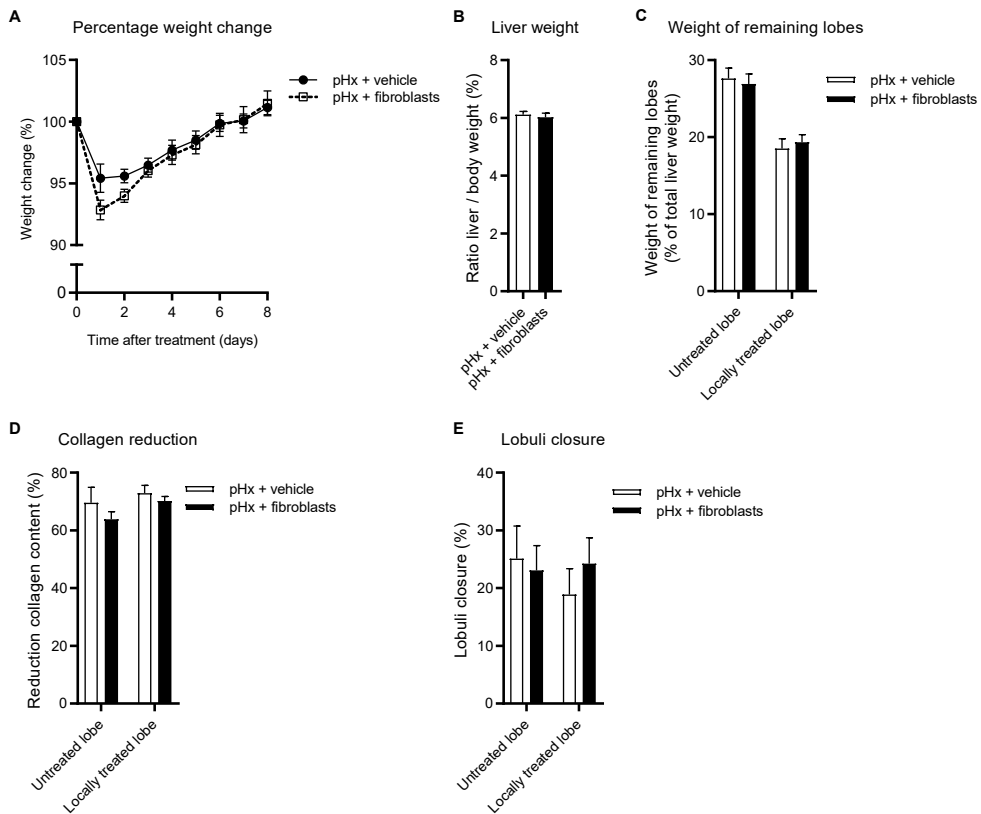 A
Percentage weight change
105
100
95
90
0
Weight change (%)
0 2 4 6 8
Time after treatment (days)
pHx + vehicle
pHx + fibroblasts
B
Liver weight
8
6
4
2
0
Ratio liver / body weight (%)
pHx + vehicle
pHx + fibroblasts
C
Weight of remaining lobes
30
20
10
0
Weight of remaining lobes
(% of total liver weight)
Untreated lobe
Locally treated lobe
pHx + vehicle
pHx + fibroblasts
D
Collagen reduction
80
60
40
20
0
Reduction collagen content (%)
Untreated lobe
Locally treated lobe
pHx + vehicle
pHx + fibroblasts
E
Lobuli closure
40
30
20
10
0
Lobuli closure (%)
Untreated lobe
Locally treated lobe
pHx + vehicle
pHx + fibroblasts